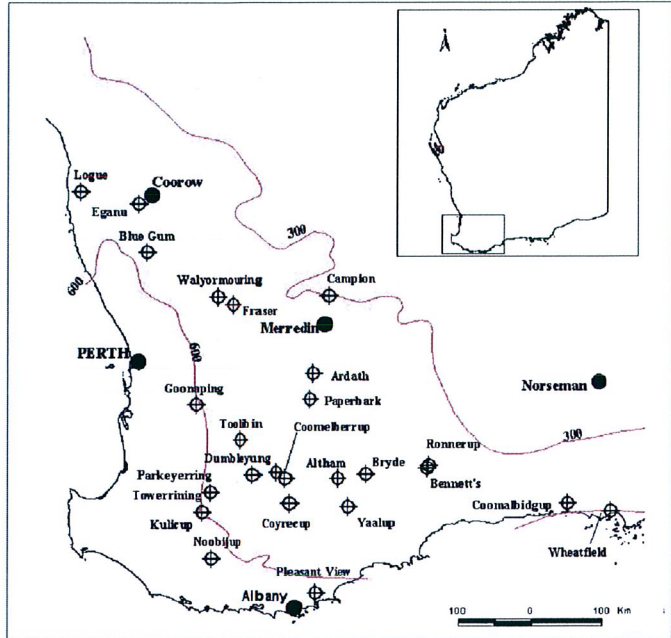 Logue
Coorow
Eganu
Blue Gum
300
600
Walyormouring
Campion
Fraser
Merredin
PERTH
600
Ardath
Norseman
Goonaping
Paperbark
Toolibin
Coomelberrup
300
Ronnerup
Dumbleyung
Altham
Bryde
Parkeyerring
Bennett's
Towerrining
Coomalbidgup
Kulicup
Coyrecup
Yaalup
Noobijup
Wheatfield
Pleasant View
Albany
100 0 100 Km